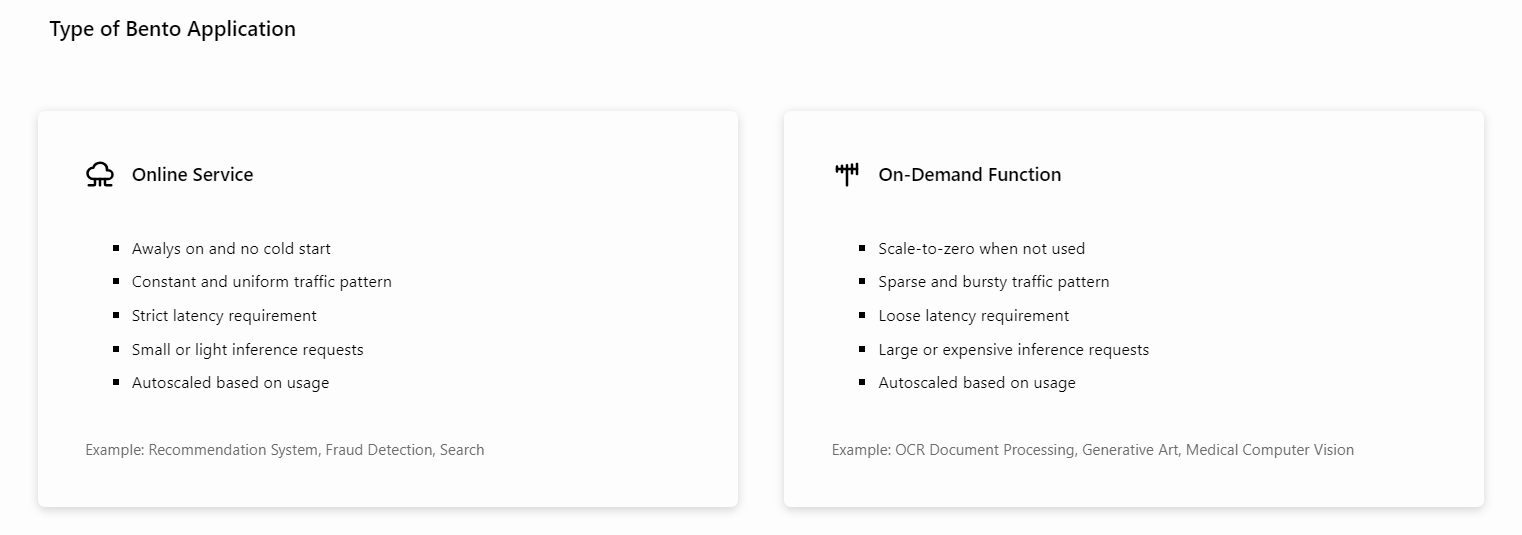 Type of Bento Application
Online Service
Awalys on and no cold start
Constant and uniform traffic pattern
Strict latency requirement
Small or light inference requests
Autoscaled based on usage
Example: Recommendation System, Fraud Detection, Search
On-Demand Function
Scale-to-zero when not used
Sparse and bursty traffic pattern
Loose latency requirement
Large or expensive inference requests
Autoscaled based on usage
Example: OCR Document Processing, Generative Art, Medical Computer Vision